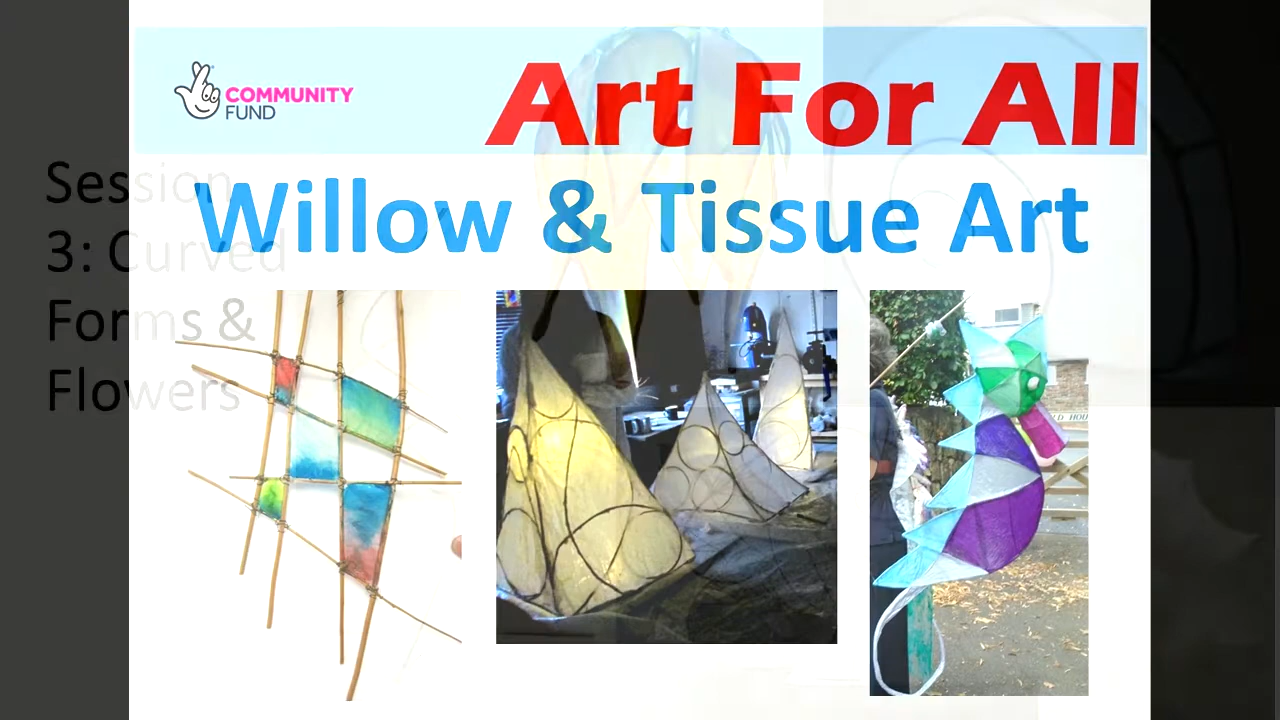 COMMUNITY
FUND
Art For All
Willow & Tissue Art
Session
3: Curved
Forms &
Flowers